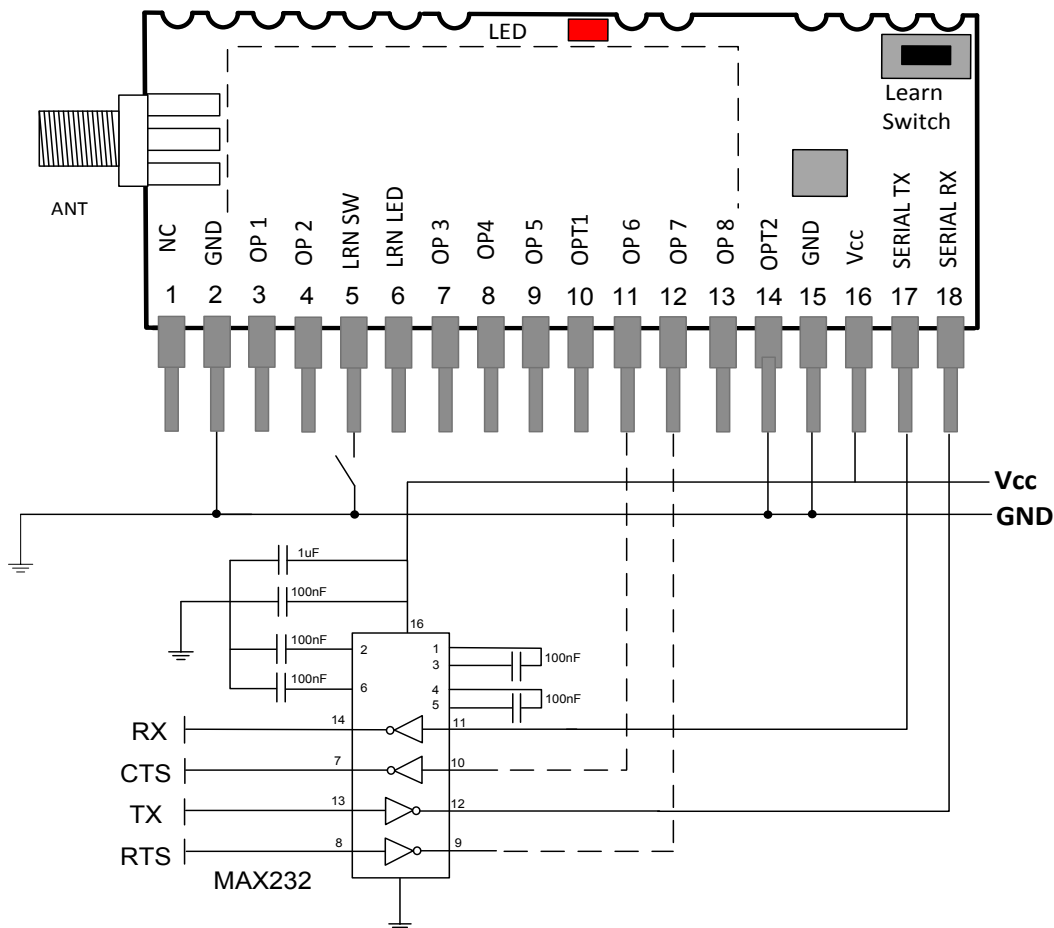 LED
Learn
Switch
ANT
NC
GND
OP 1
OP 2
LRN SW
LRN LED
OP 3
OP4
OP 5
OPT1
OP 6
OP 7
OP 8
OPT2
GND
Vcc
SERIAL TX
SERIAL RX
1 2 3 4 5 6 7 8 9 10 11 12 13 14 15 16 17 18
Vcc
GND
1uF
100nF
16
100nF
2
1
3
100nF
100nF
6
4
5
100nF
RX
14
11
CTS
7
10
TX
13
12
RTS
8
9
MAX232